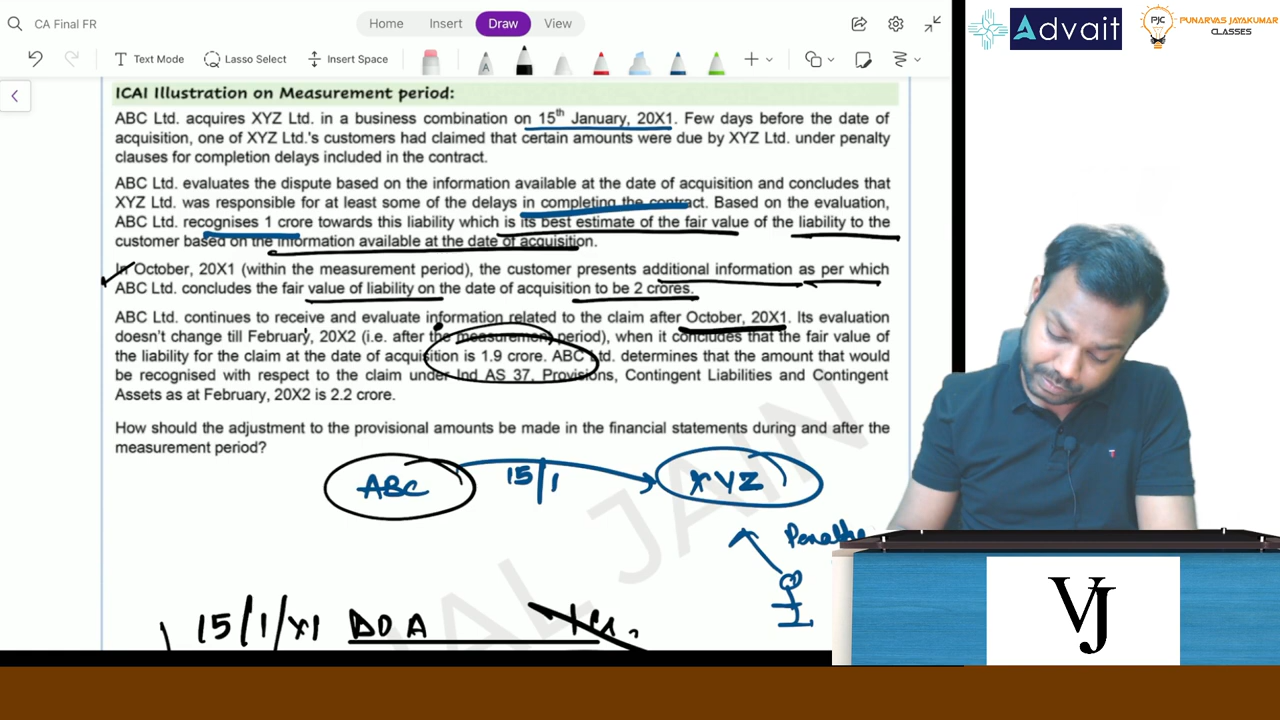 CA Final FR
Home Insert Draw View
Advait
PJC PUNARVAS JAYAKUMAR
CLASSES
Text Mode Lasso Select Insert Space
ICAI Illustration on Measurement period:
ABC Ltd. acquires XYZ Ltd. in a business combination on 15th January, 20X1. Few days before the date of
acquisition, one of XYZ Ltd.'s customers had claimed that certain amounts were due by XYZ Ltd. under penalty
clauses for completion delays included in the contract.
ABC Ltd. evaluates the dispute based on the information available at the date of acquisition and concludes that
XYZ Ltd. was responsible for at least some of the delays in completing the contract. Based on the evaluation,
ABC Ltd. recognises 1 crore towards this liability which is its best estimate of the fair value of the liability to the
customer based on the information available at the date of acquisition.
In October, 20X1 (within the measurement period), the customer presents additional information as per which
ABC Ltd. concludes the fair value of liability on the date of acquisition to be 2 crores.
ABC Ltd. continues to receive and evaluate information related to the claim after October, 20X1. Its evaluation
doesn't change till February, 20X2 (i.e. after the measurement period), when it concludes that the fair value of
the liability for the claim at the date of acquisition is 1.9 crore. ABC Ltd. determines that the amount that would
be recognised with respect to the claim under Ind AS 37, Provisions, Contingent Liabilities and Contingent
Assets as at February, 20X2 is 2.2 crore.
How should the adjustment to the provisional amounts be made in the financial statements during and after the
measurement period?
ABC 15/1 XYZ
15/1/X1 DOA 1cr.
JAIN
VJ